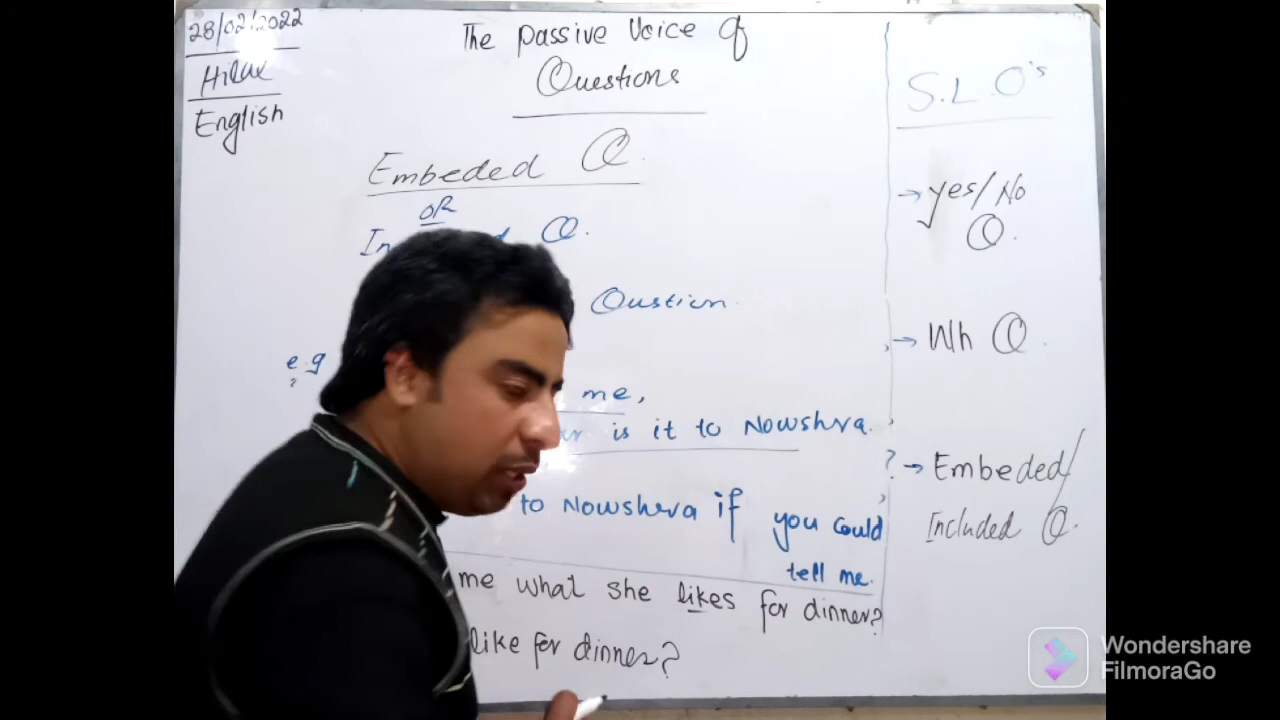 28/02/2022
Hilal
English
The Passive Voice of
Questions
Embeded Q.
OR
Q.
Oustion.
e.g
me,
is it to Nowshra.
to Nowshera if you could
tell me.
me what she likes for dinner?
like for dinner?
S.L.O's
→ yes/No
Q.
→ Wh Q.
? → Embeded/
Included Q.
Wondershare
FilmoraGo